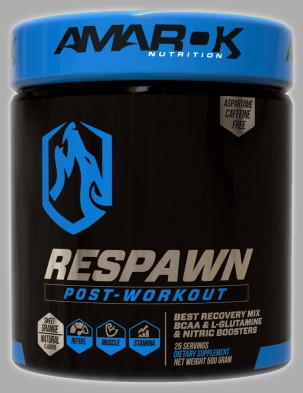 AMAROK
NUTRITION
ASPARTAME
CAFFEINE
FREE
RESPAWN
POST-WORKOUT
SWEET
ORANGE
NATURAL
FLAVOUR
REFUEL
MUSCLE
STAMINA
BEST RECOVERY MIX
BCAA & L-GLUTAMINE
& NITRIC BOOSTERS
25 SERVINGS
DIETARY SUPPLEMENT
NET WEIGHT 500 GRAM